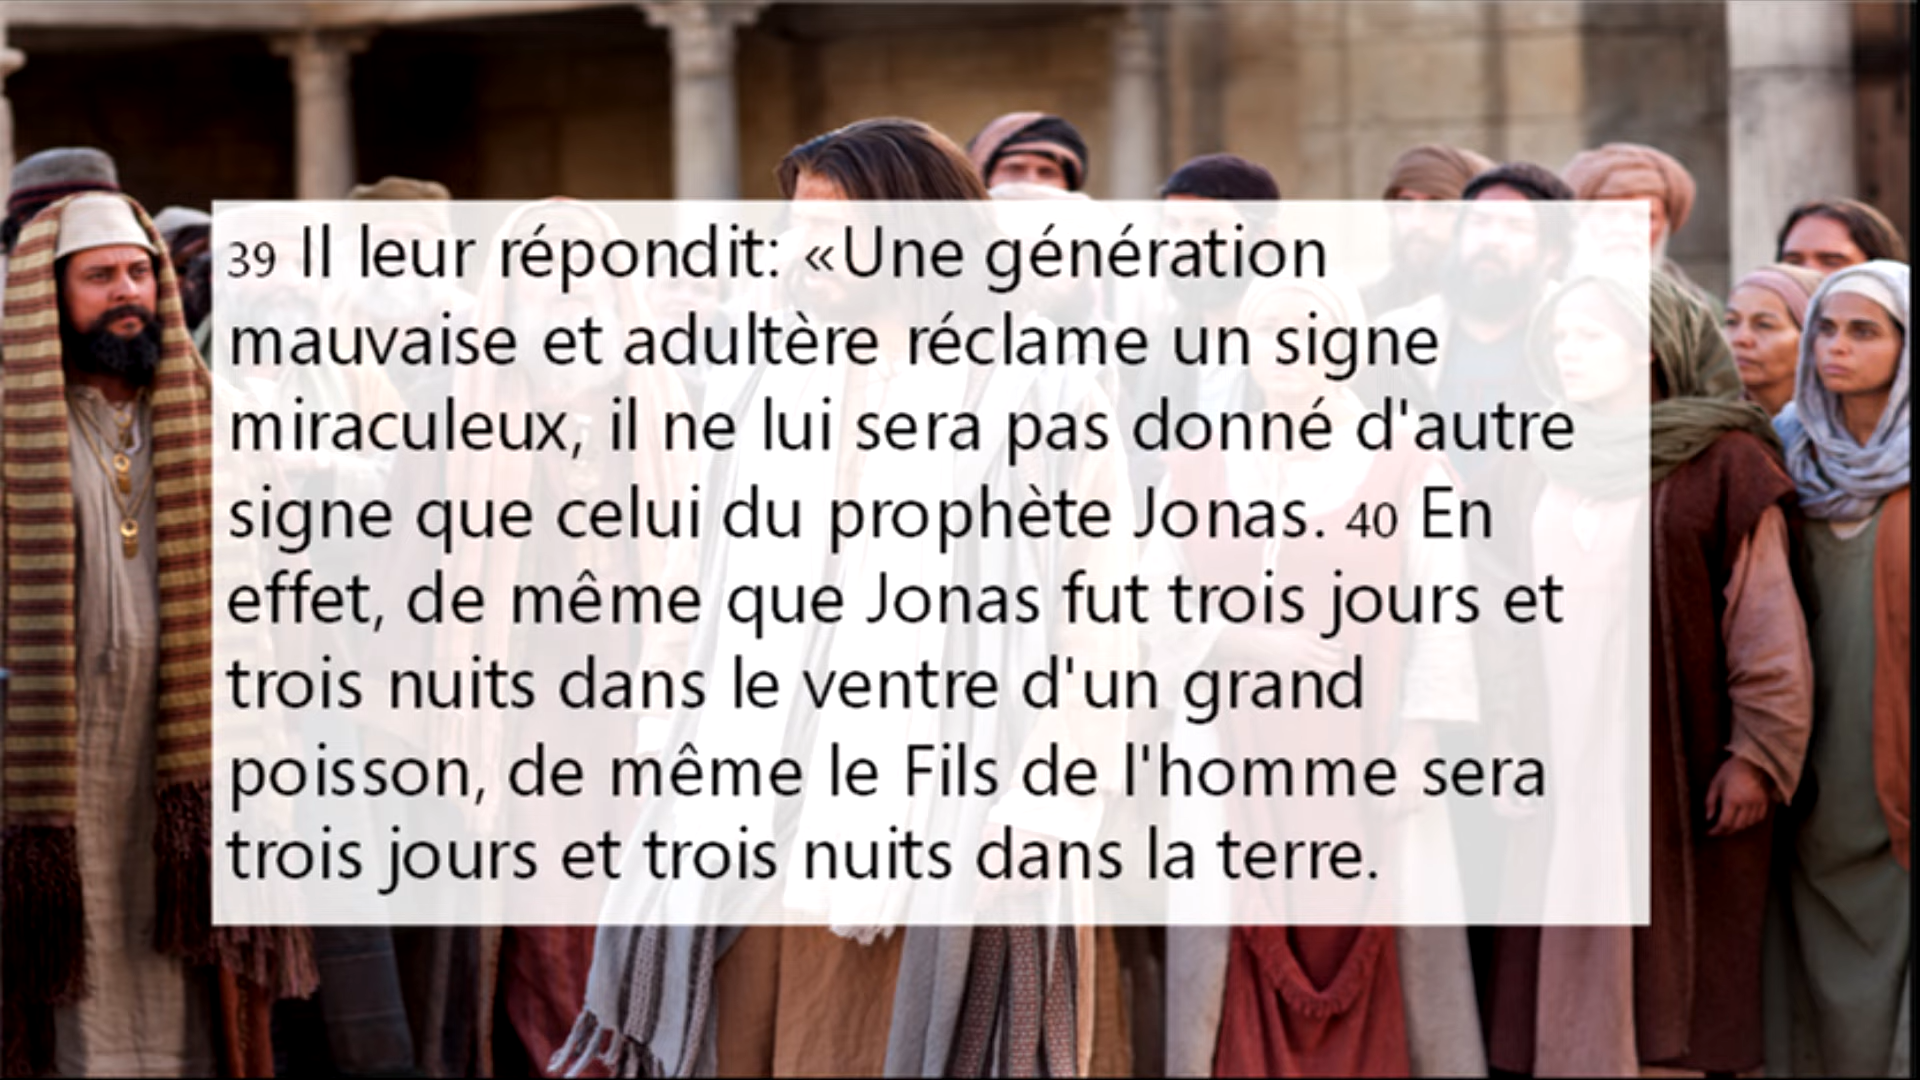 39 Il leur répondit: «Une génération
mauvaise et adultère réclame un signe
miraculeux, il ne lui sera pas donné d'autre
signe que celui du prophète Jonas. 40 En
effet, de même que Jonas fut trois jours et
trois nuits dans le ventre d'un grand
poisson, de même le Fils de l'homme sera
trois jours et trois nuits dans la terre.